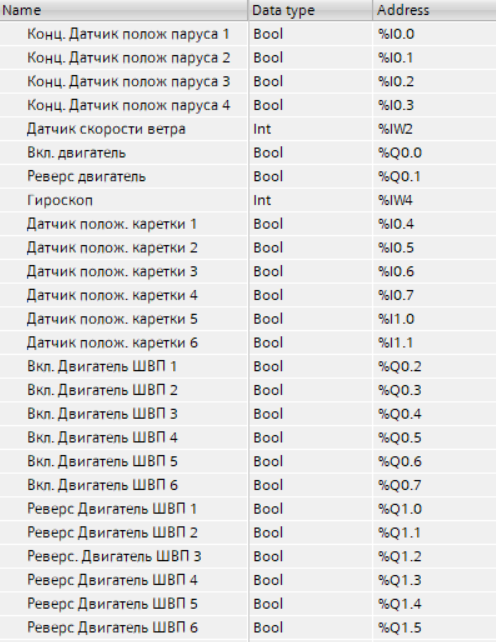 Name Data type Address
Конц. Датчик полож паруса 1 Bool %I0.0
Конц. Датчик полож паруса 2 Bool %I0.1
Конц. Датчик полож паруса 3 Bool %I0.2
Конц. Датчик полож паруса 4 Bool %I0.3
Датчик скорости ветра Int %IW2
Вкл. двигатель Bool %Q0.0
Реверс двигатель Bool %Q0.1
Гироскоп Int %IW4
Датчик полож. каретки 1 Bool %I0.4
Датчик полож. каретки 2 Bool %I0.5
Датчик полож. каретки 3 Bool %I0.6
Датчик полож. каретки 4 Bool %I0.7
Датчик полож. каретки 5 Bool %I1.0
Датчик полож. каретки 6 Bool %I1.1
Вкл. Двигатель ШВП 1 Bool %Q0.2
Вкл. Двигатель ШВП 2 Bool %Q0.3
Вкл. Двигатель ШВП 3 Bool %Q0.4
Вкл. Двигатель ШВП 4 Bool %Q0.5
Вкл. Двигатель ШВП 5 Bool %Q0.6
Вкл. Двигатель ШВП 6 Bool %Q0.7
Реверс Двигатель ШВП 1 Bool %Q1.0
Реверс Двигатель ШВП 2 Bool %Q1.1
Реверс. Двигатель ШВП 3 Bool %Q1.2
Реверс Двигатель ШВП 4 Bool %Q1.3
Реверс Двигатель ШВП 5 Bool %Q1.4
Реверс Двигатель ШВП 6 Bool %Q1.5